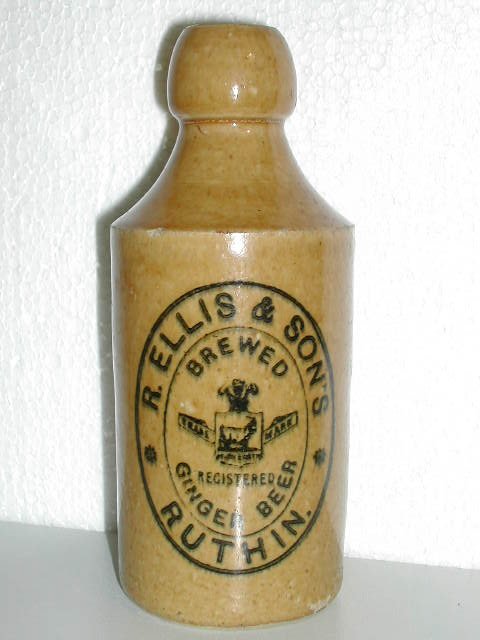 R. ELLIS & SON'S
BREWED
TRADE MARK
REGISTERED
GINGER BEER
RUTHIN.